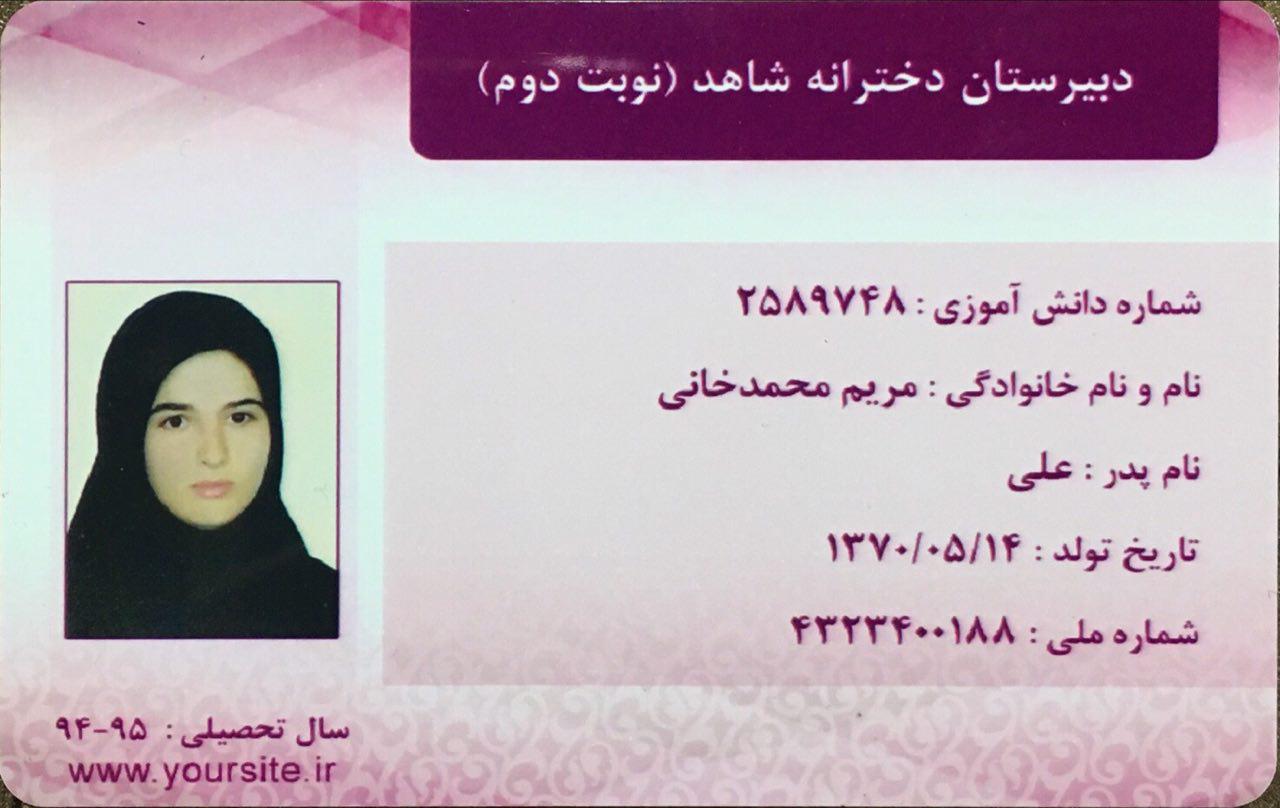 دبیرستان دخترانه شاهد (نوبت دوم)
شماره دانش آموزی : ۲۵۸۹۷۴۸
نام و نام خانوادگی : مریم محمدخانی
نام پدر : علی
تاریخ تولد : ۱۳۷۰/۰۵/۱۴
شماره ملی : ۴۳۲۳۴۰۰۱۸۸
سال تحصیلی : ۹۵-۹۴
www.yoursite.ir